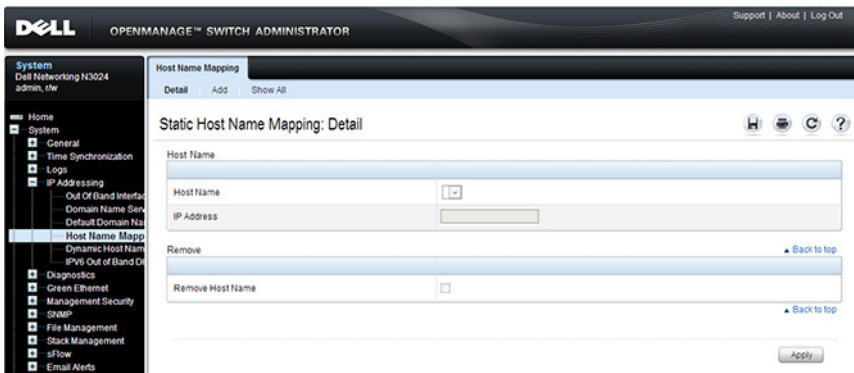 Support | About | Log Out
DELL OPENMANAGE™ SWITCH ADMINISTRATOR
System
Dell Networking N3024
admin, r/w
Home
System
General
Time Synchronization
Logs
IP Addressing
Out Of Band Interfac
Domain Name Serv
Default Domain Na
Host Name Mapp
Dynamic Host Nam
IPV6 Out of Band D
Diagnostics
Green Ethernet
Management Security
SNMP
File Management
Stack Management
sFlow
Email Alerts
Host Name Mapping
Detail Add Show All
Static Host Name Mapping: Detail
Host Name
Host Name
IP Address
Remove
Back to top
Remove Host Name
Back to top
Apply